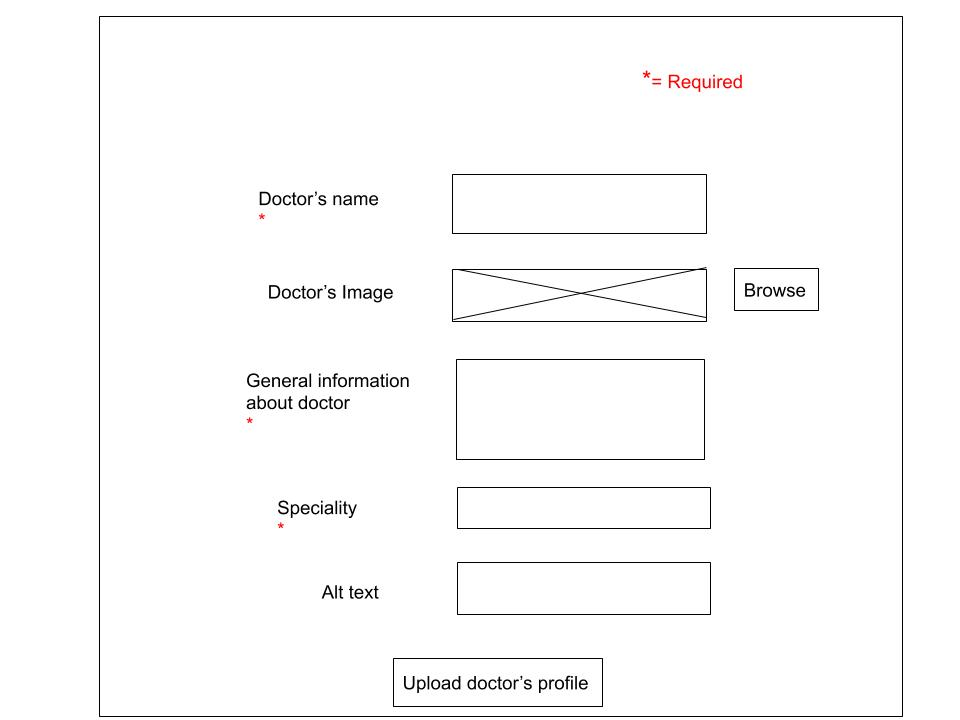 *= Required
Doctor’s name
*
Doctor’s Image
Browse
General information
about doctor
*
Speciality
*
Alt text
Upload doctor’s profile